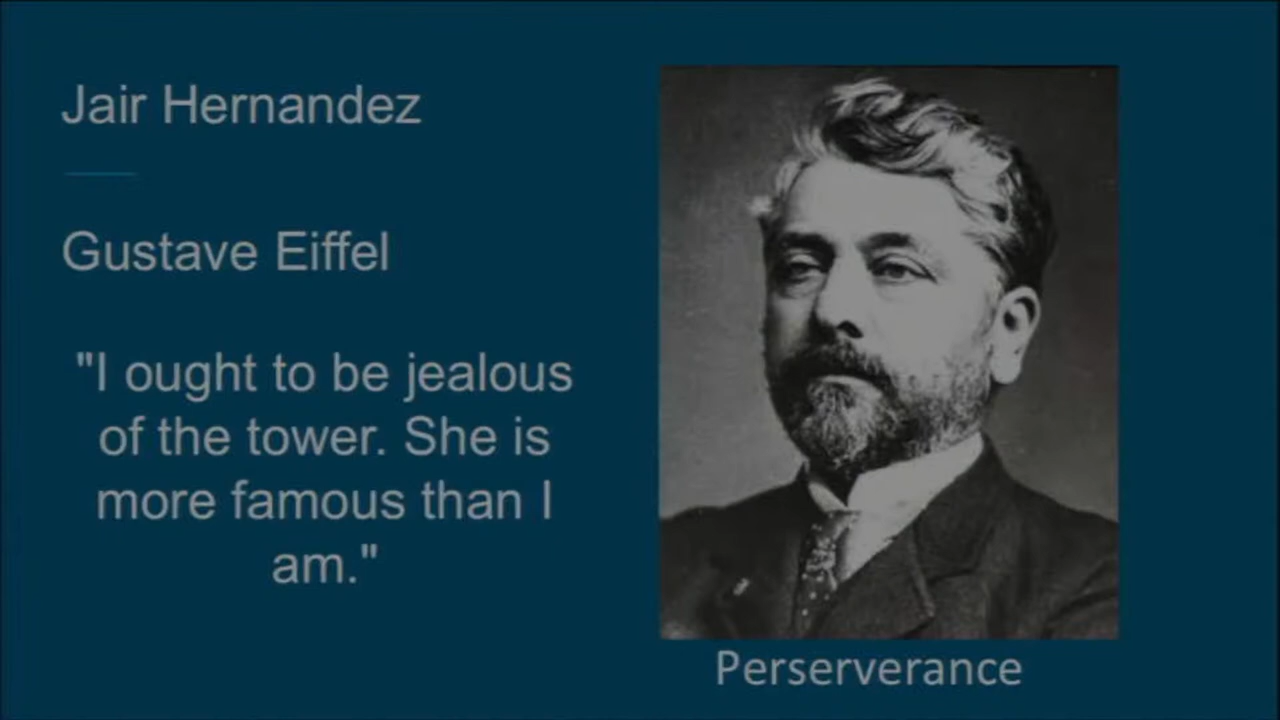 Jair Hernandez
Gustave Eiffel
"I ought to be jealous
of the tower. She is
more famous than I
am."
Perserverance